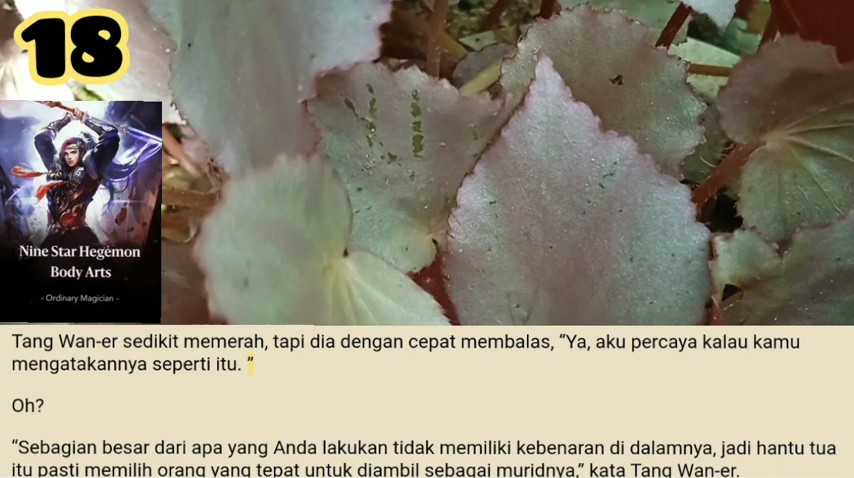 18
Nine Star Hegemon
Body Arts
- Ordinary Magician -
Tang Wan-er sedikit memerah, tapi dia dengan cepat membalas, “Ya, aku percaya kalau kamu
mengatakannya seperti itu. ”
Oh?
“Sebagian besar dari apa yang Anda lakukan tidak memiliki kebenaran di dalamnya, jadi hantu tua
itu pasti memilih orang yang tepat untuk diambil sebagai muridnya,” kata Tang Wan-er.